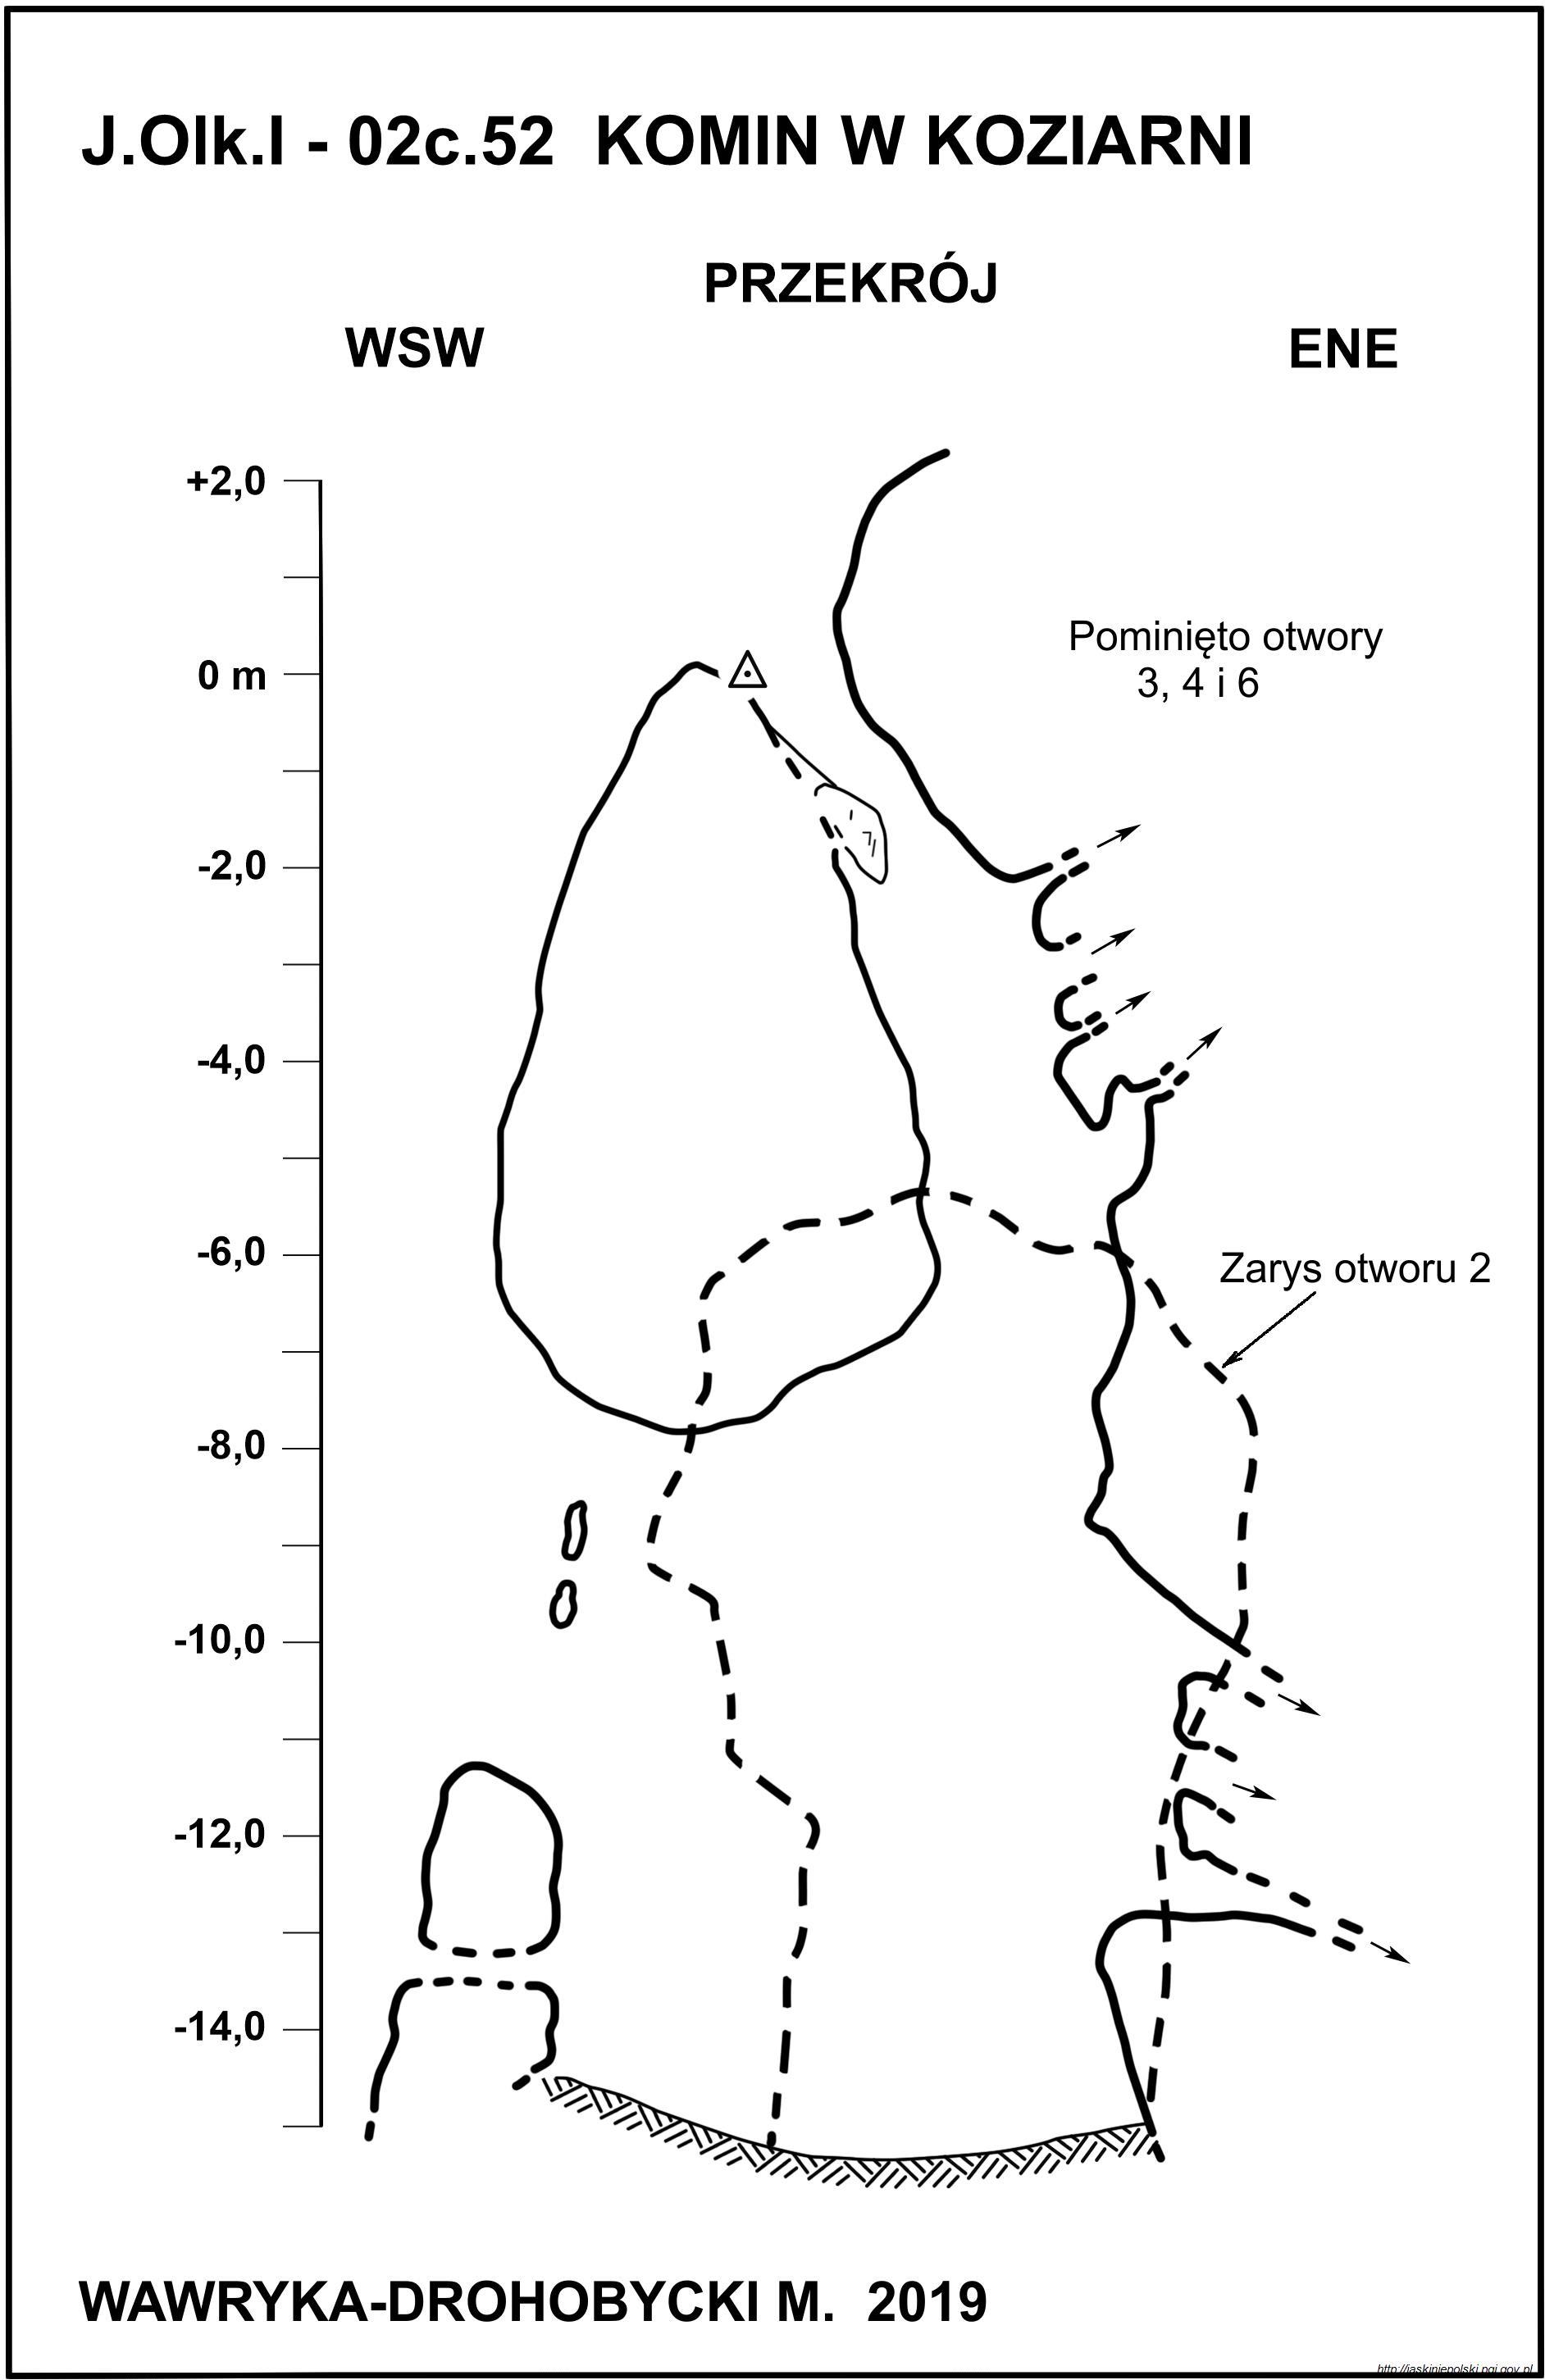 J.Olk.I - 02c.52 KOMIN W KOZIARNI
PRZEKRÓJ
WSW
ENE
+2,0
Pominięto otwory
3, 4 i 6
0 m
-2,0
-4,0
-6,0
Zarys otworu 2
-8,0
-10,0
-12,0
-14,0
WAWRYKA-DROHOBYCKI M. 2019
http://jaskiniepolski.pgi.gov.pl